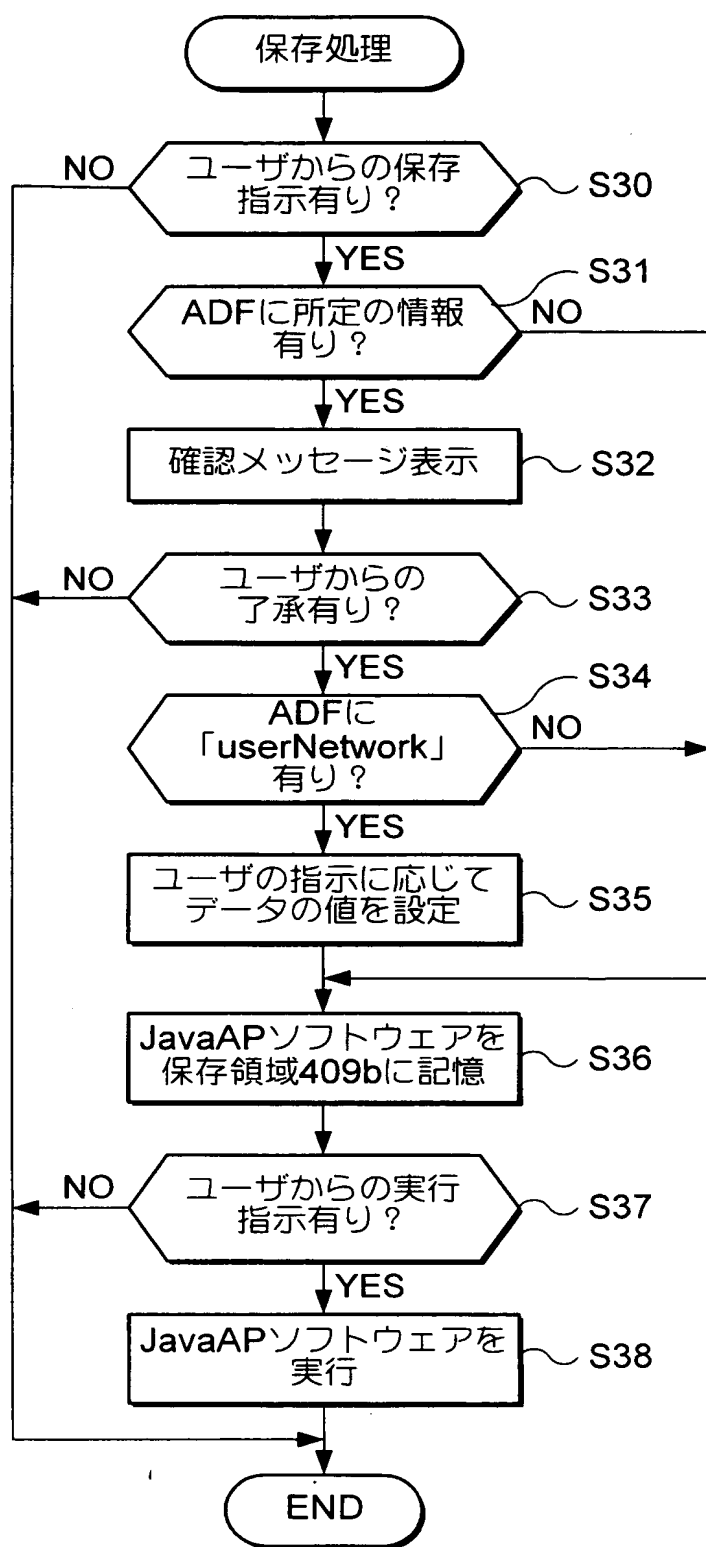 保存処理
NO
ユーザからの保存
指示有り？
S30
YES
S31
ADFに所定の情報
有り？
NO
YES
確認メッセージ表示
S32
NO
ユーザからの
了承有り？
S33
YES
S34
ADFに
「userNetwork」
有り？
NO
YES
ユーザの指示に応じて
データの値を設定
S35
JavaAPソフトウェアを
保存領域409bに記憶
S36
NO
ユーザからの実行
指示有り？
S37
YES
JavaAPソフトウェアを
実行
S38
END